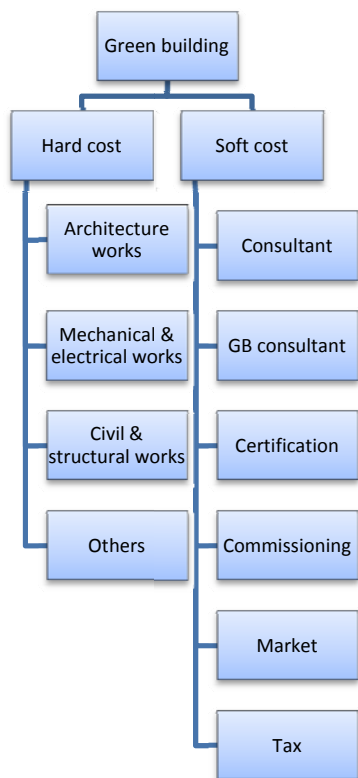 Green building
Hard cost
Soft cost
Architecture
works
Mechanical &
electrical works
Civil &
structural works
Others
Consultant
GB consultant
Certification
Commissioning
Market
Tax